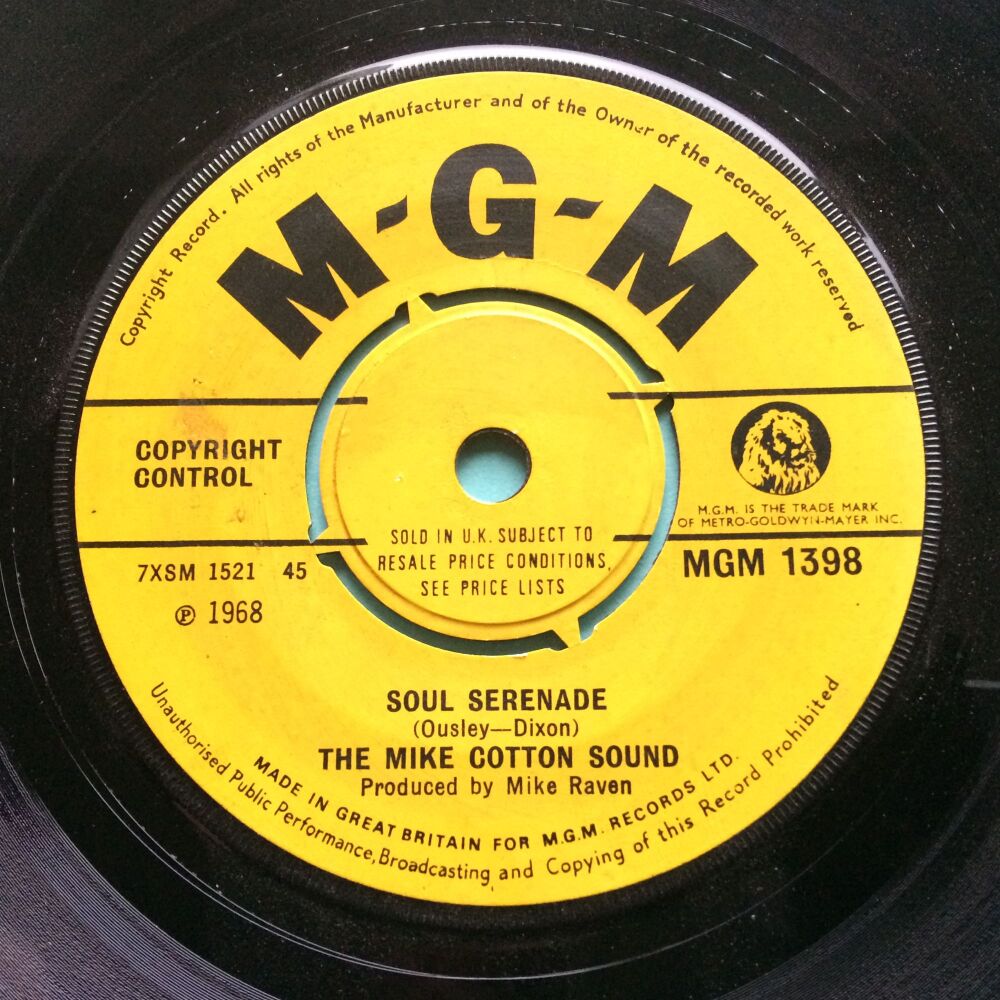 Copyright Record. All rights of the Manufacturer and of the Owner of the recorded work reserved
M-G-M
COPYRIGHT
CONTROL
M.G.M. IS THE TRADE MARK
OF METRO-GOLDWYN-MAYER INC.
SOLD IN U.K. SUBJECT TO
RESALE PRICE CONDITIONS,
SEE PRICE LISTS
7XSM 1521 45
MGM 1398
℗ 1968
SOUL SERENADE
(Ousley—Dixon)
THE MIKE COTTON SOUND
Produced by Mike Raven
MADE IN GREAT BRITAIN FOR M.G.M. RECORDS LTD.
Unauthorised Public Performance, Broadcasting and Copying of this Record Prohibited